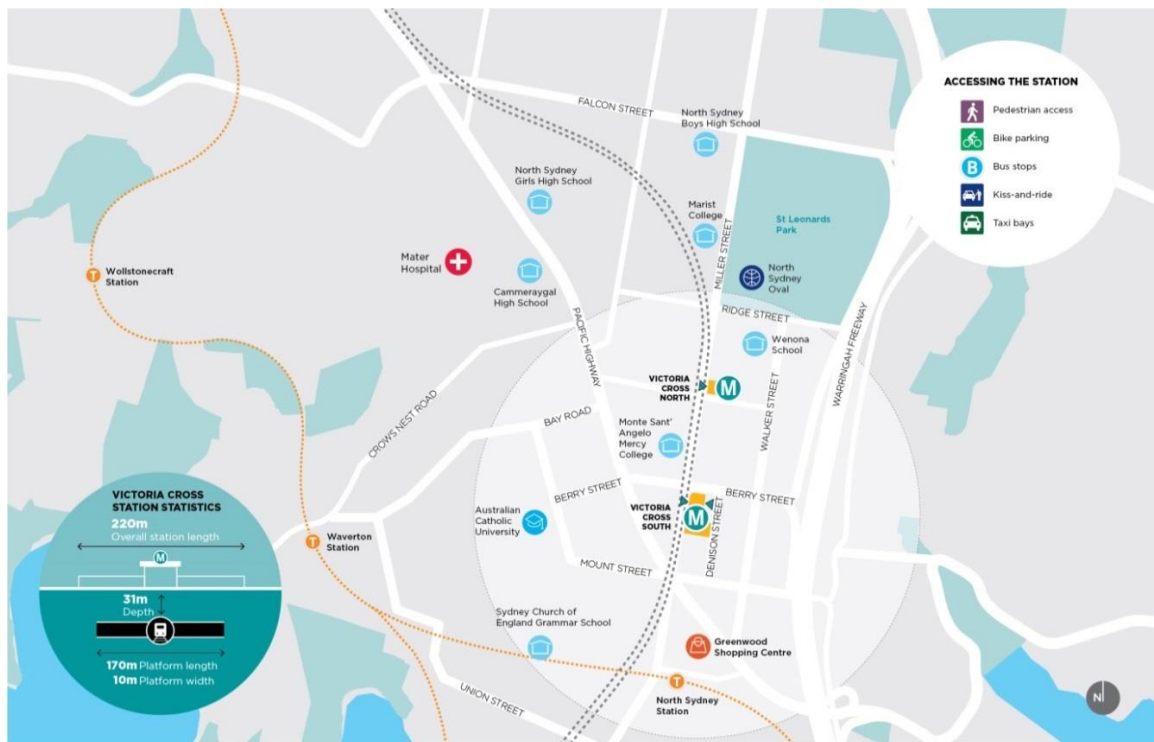 ACCESSING THE STATION
Pedestrian access
Bike parking
B
Bus stops
Kiss-and-ride
Taxi bays
FALCON STREET
North Sydney
Boys High School
North Sydney
Girls High School
Marist
College
St Leonards
Park
MILLER STREET
Mater
Hospital
T
Wollstonecraft
Station
Cammeraygal
High School
North
Sydney
Oval
RIDGE STREET
PACIFIC HIGHWAY
WARRINGAH FREEWAY
Wenona
School
VICTORIA
CROSS
NORTH
M
WALKER STREET
CROWS NEST ROAD
BAY ROAD
Monte Sant'
Angelo
Mercy
College
BERRY STREET
BERRY STREET
VICTORIA
CROSS
SOUTH
M
DENISON STREET
Australian
Catholic
University
T
Waverton
Station
MOUNT STREET
VICTORIA CROSS
STATION STATISTICS
220m
Overall station length
M
31m
Depth
170m Platform length
10m Platform width
Sydney Church of
England Grammar School
Greenwood
Shopping Centre
T
North Sydney
Station
UNION STREET
N